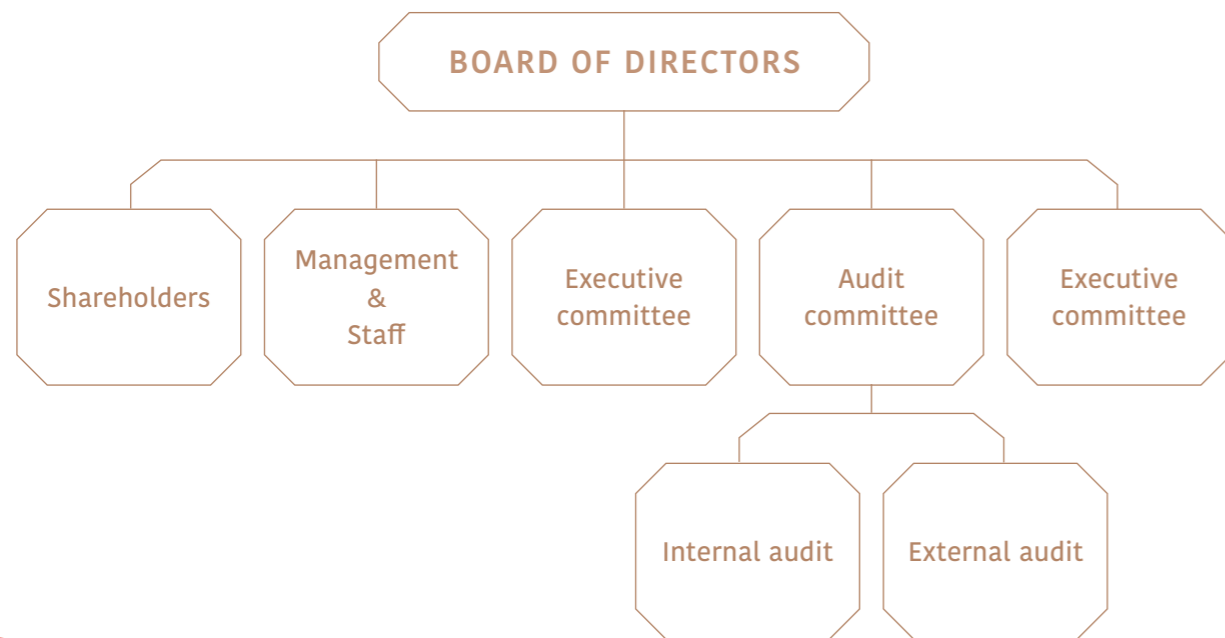 BOARD OF DIRECTORS
Shareholders
Management
&
Staff
Executive
committee
Audit
committee
Executive
committee
Internal audit
External audit